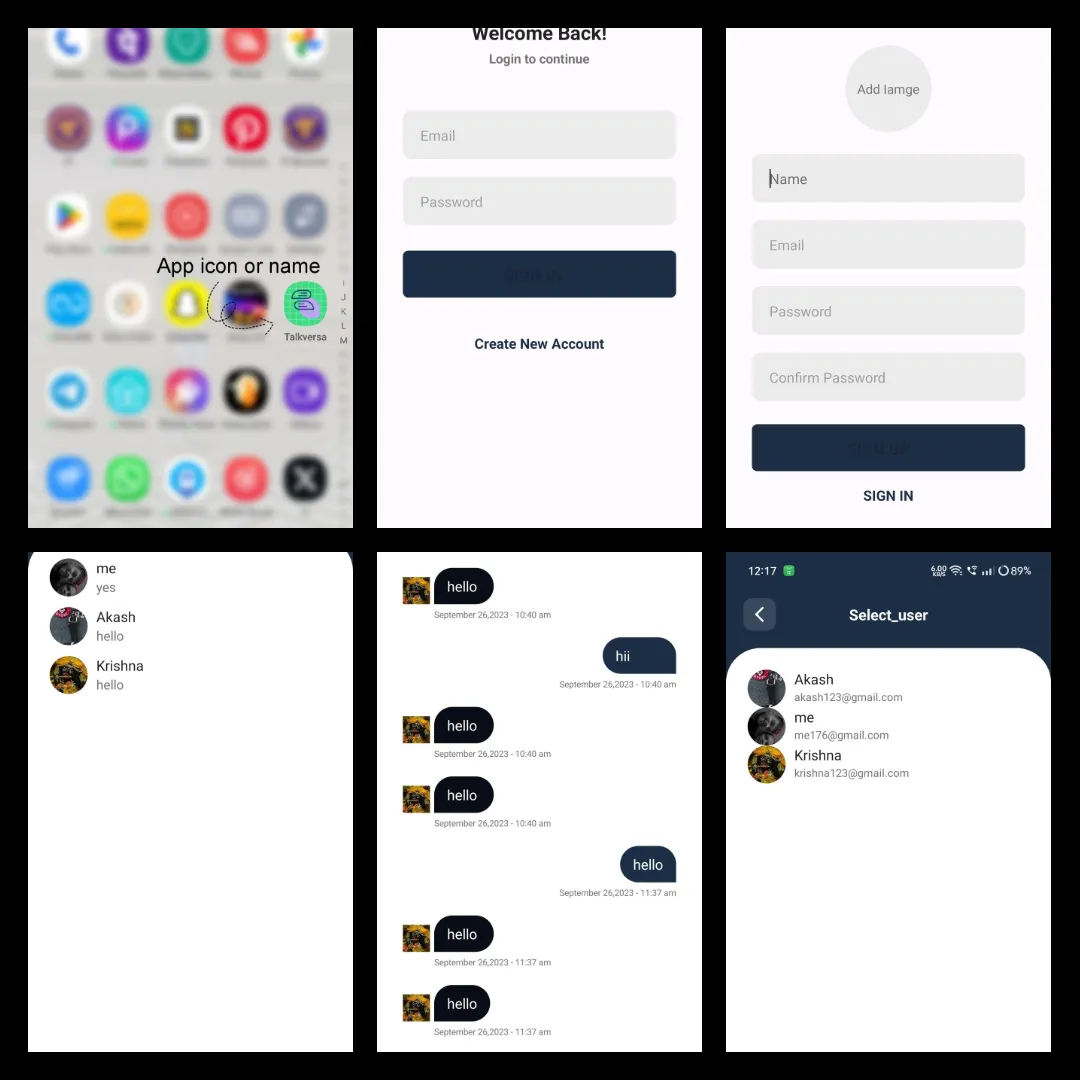 App icon or name
Talkversa
I
J
K
L
M
Welcome Back!
Login to continue
Email
Password
SIGN IN
Create New Account
Add Iamge
Name
Email
Password
Confirm Password
SIGN UP
SIGN IN
me
yes
Akash
hello
Krishna
hello
hello
September 26,2023 - 10:40 am
hii
September 26,2023 - 10:40 am
hello
September 26,2023 - 10:40 am
hello
September 26,2023 - 10:40 am
hello
September 26,2023 - 11:37 am
hello
September 26,2023 - 11:37 am
hello
September 26,2023 - 11:37 am
12:17 6.00 KB/S 89%
Select_user
Akash
akash123@gmail.com
me
me176@gmail.com
Krishna
krishna123@gmail.com